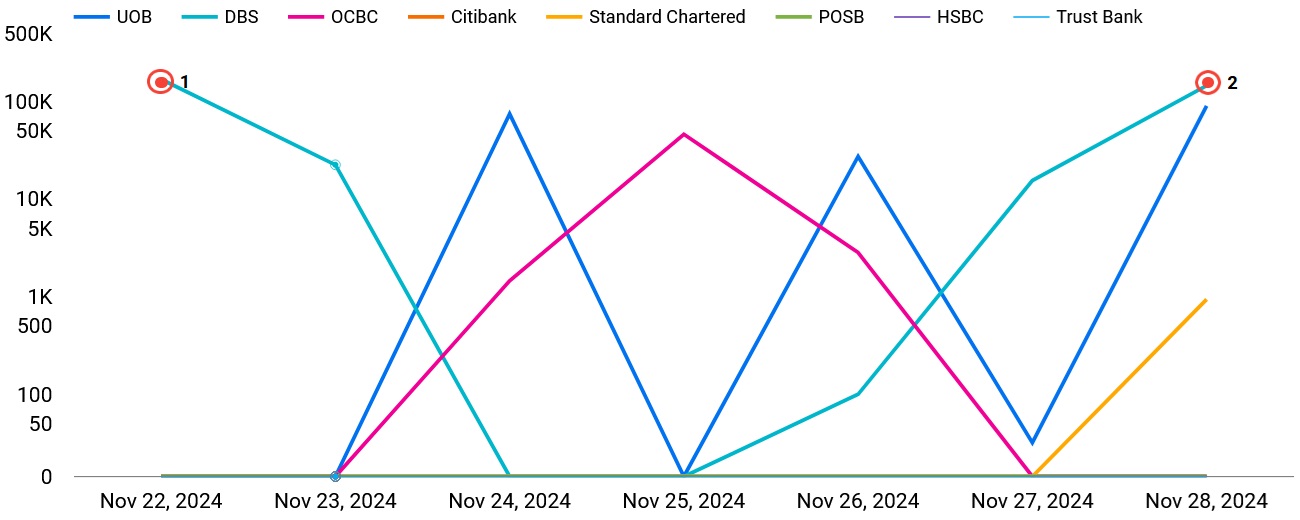 UOB DBS OCBC Citibank Standard Chartered POSB HSBC Trust Bank
500K
1 2
100K
50K
10K
5K
1K
500
100
50
0
Nov 22, 2024 Nov 23, 2024 Nov 24, 2024 Nov 25, 2024 Nov 26, 2024 Nov 27, 2024 Nov 28, 2024